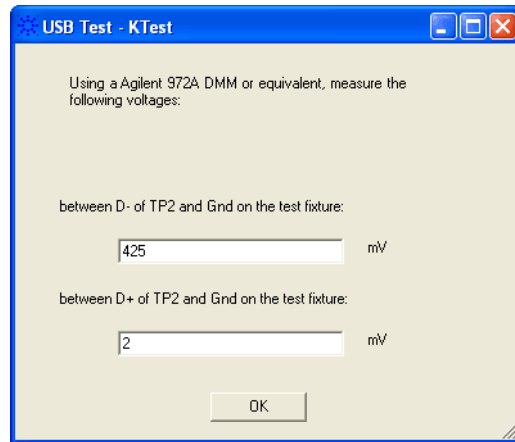 USB Test - KTest
Using a Agilent 972A DMM or equivalent, measure the
following voltages:
between D- of TP2 and Gnd on the test fixture:
425 mV
between D+ of TP2 and Gnd on the test fixture:
2 mV
OK